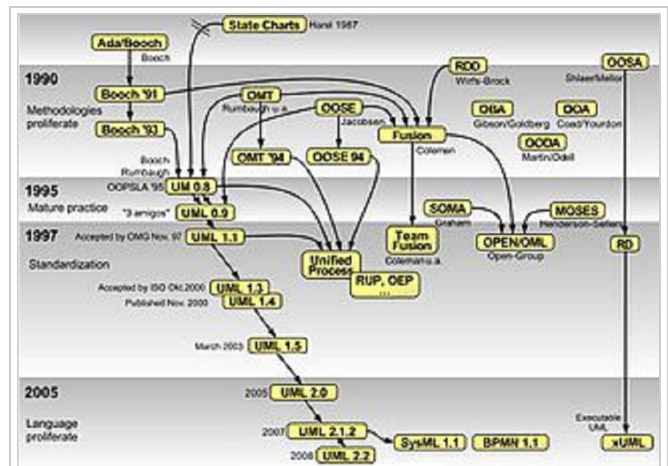 State Charts Harel 1987
Ada/Booch
Booch
RDD
Wirfs-Brock
OOSA
Shlaer/Mellor
1990
Methodologies
proliferate
Booch '91
OMT
Rumbaugh u.a.
OOSE
Jacobsen
OBA
Gibson/Goldberg
OOA
Coad/Yourdon
Booch '93
Fusion
Coleman
OODA
Martin/Odell
OMT '94
OOSE 94
Booch
Rumbaugh
1995
Mature practice
OOPSLA '95
UM 0.8
"3 amigos"
UML 0.9
SOMA
Graham
MOSES
Henderson-Sellers
1997
Standardization
Accepted by OMG Nov. 97
UML 1.1
Team
Fusion
Coleman u.a.
OPEN/OML
Open-Group
RD
Unified
Process
RUP, OEP
...
Accepted by ISO Okt.2000
UML 1.3
Published Nov. 2000
UML 1.4
March 2003
UML 1.5
2005
Language
proliferate
2005
UML 2.0
2007
UML 2.1.2
2008
UML 2.2
SysML 1.1
BPMN 1.1
Executable
UML
xUML